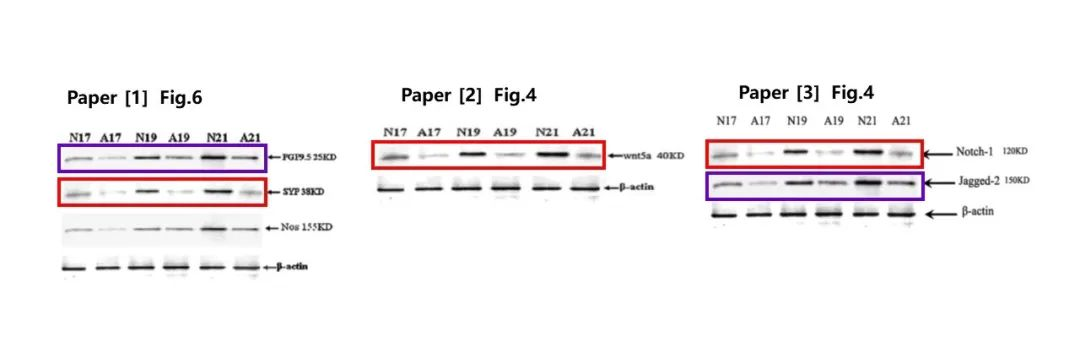 Paper [1] Fig.6
N17 A17 N19 A19 N21 A21
PGP9.5 25KD
SYP 38KD
Nos 155KD
β-actin
Paper [2] Fig.4
N17 A17 N19 A19 N21 A21
wnt5a 40KD
β-actin
Paper [3] Fig.4
N17 A17 N19 A19 N21 A21
Notch-1 120KD
Jagged-2 150KD
β-actin